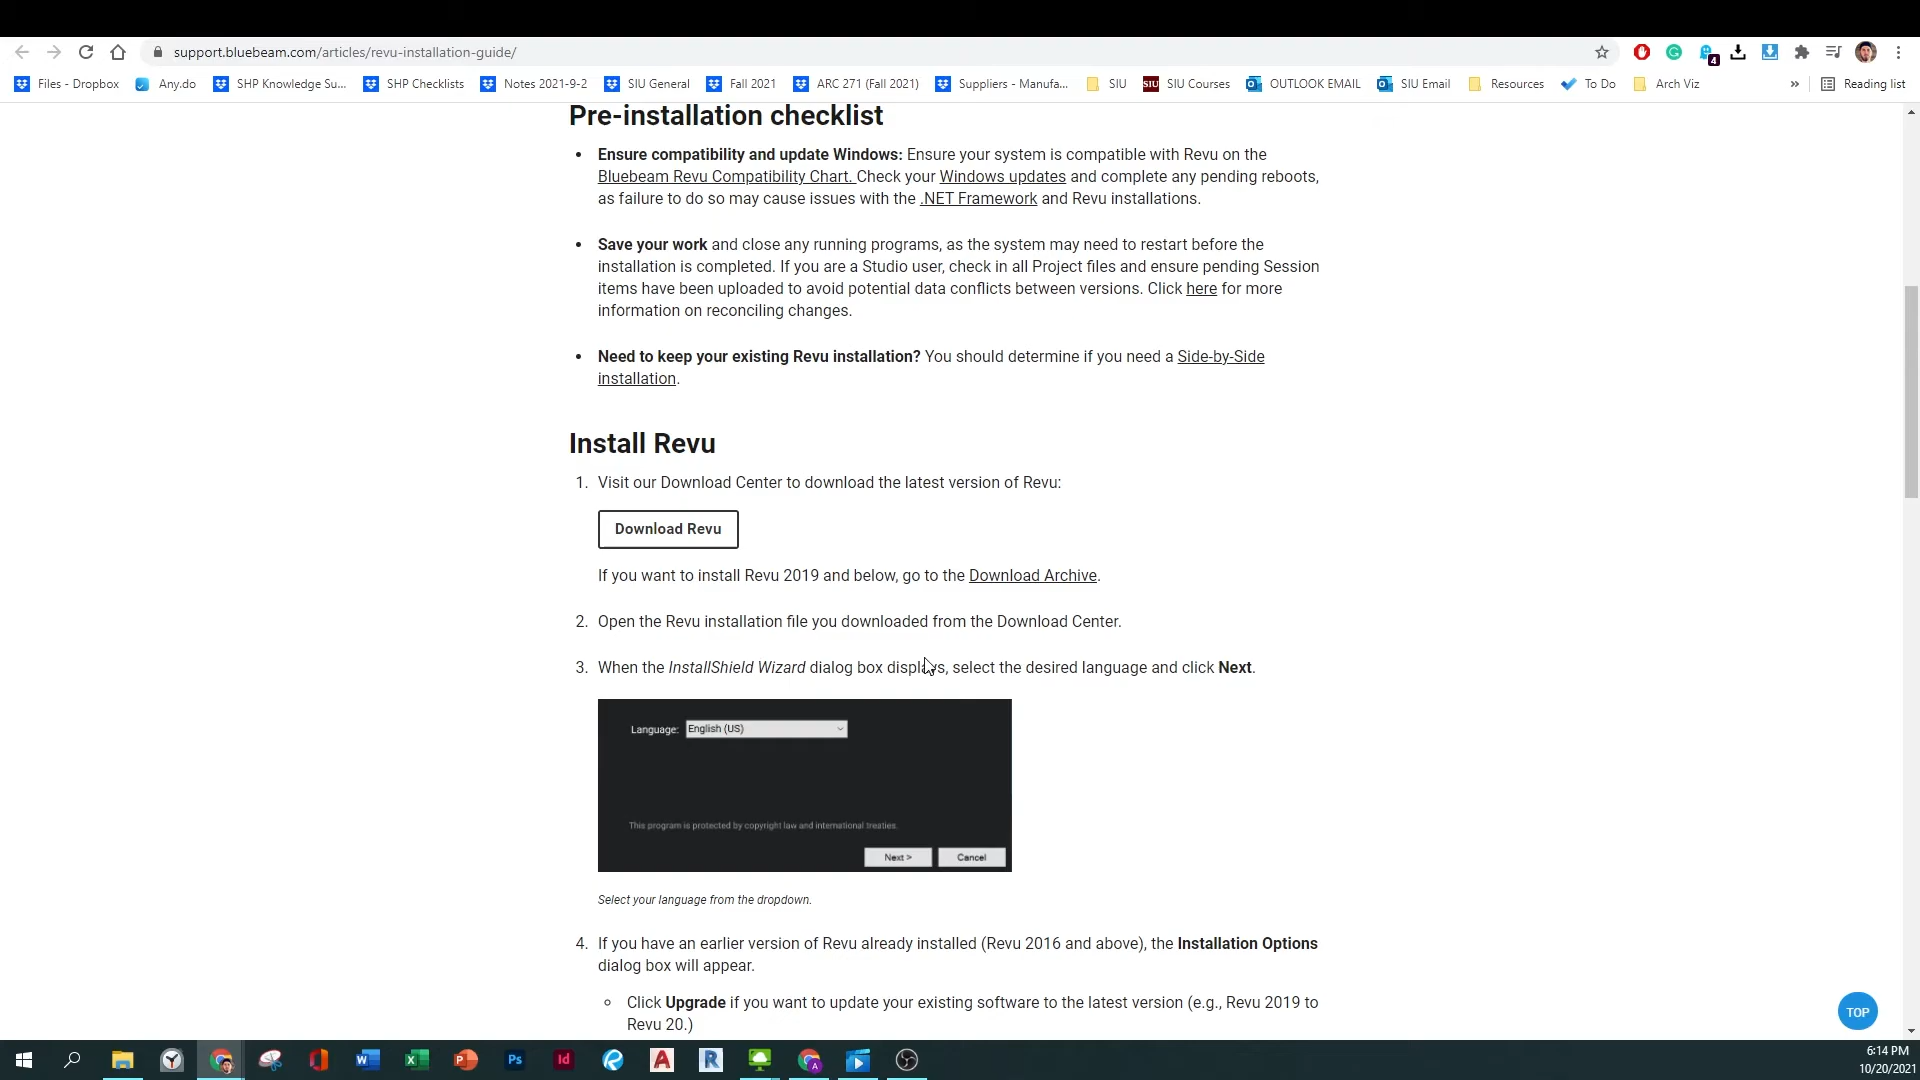 support.bluebeam.com/articles/revu-installation-guide/
4
Files - Dropbox
Any.do
SHP Knowledge Su...
SHP Checklists
Notes 2021-9-2
SIU General
Fall 2021
ARC 271 (Fall 2021)
Suppliers - Manufa...
SIU
SIU
SIU Courses
OUTLOOK EMAIL
SIU Email
Resources
To Do
Arch Viz
»
Reading list
Pre-installation checklist
• Ensure compatibility and update Windows: Ensure your system is compatible with Revu on the
Bluebeam Revu Compatibility Chart. Check your Windows updates and complete any pending reboots,
as failure to do so may cause issues with the .NET Framework and Revu installations.
• Save your work and close any running programs, as the system may need to restart before the
installation is completed. If you are a Studio user, check in all Project files and ensure pending Session
items have been uploaded to avoid potential data conflicts between versions. Click here for more
information on reconciling changes.
• Need to keep your existing Revu installation? You should determine if you need a Side-by-Side
installation.
Install Revu
1. Visit our Download Center to download the latest version of Revu:
Download Revu
If you want to install Revu 2019 and below, go to the Download Archive.
2. Open the Revu installation file you downloaded from the Download Center.
3. When the InstallShield Wizard dialog box displays, select the desired language and click Next.
Language: English (US)
This program is protected by copyright law and international treaties.
Next >
Cancel
Select your language from the dropdown.
4. If you have an earlier version of Revu already installed (Revu 2016 and above), the Installation Options
dialog box will appear.
Click Upgrade if you want to update your existing software to the latest version (e.g., Revu 2019 to
Revu 20.)
TOP
Ps
Id
A
R
A
6:14 PM
10/20/2021